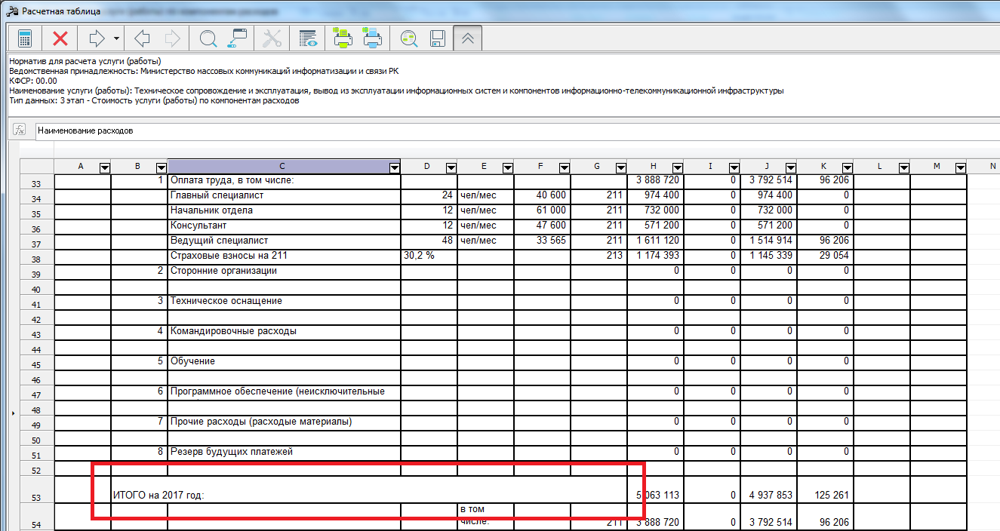 Расчетная таблица
Норматив для расчета услуги (работы)
Ведомственная принадлежность: Министерство массовых коммуникаций информатизации и связи РК
КФСР: 00.00
Наименование услуги (работы): Техническое сопровождение и эксплуатация, вывод из эксплуатации информационных систем и компонентов информационно-телекоммуникационной инфраструктуры
Тип данных: 3 этап - Стоимость услуги (работы) по компонентам расходов
fx Наименование расходов
A B C D E F G H I J K L M N
33 1 Оплата труда, в том числе: 3 888 720 0 3 792 514 96 206
34 Главный специалист 24 чел/мес 40 600 211 974 400 0 974 400 0
35 Начальник отдела 12 чел/мес 61 000 211 732 000 0 732 000 0
36 Консультант 12 чел/мес 47 600 211 571 200 0 571 200 0
37 Ведущий специалист 48 чел/мес 33 565 211 1 611 120 0 1 514 914 96 206
38 Страховые взносы на 211 30,2 % 213 1 174 393 0 1 145 339 29 054
39 2 Сторонние организации 0 0 0 0
40
41 3 Техническое оснащение 0 0 0 0
42
43 4 Командировочные расходы 0 0 0 0
44
45 5 Обучение 0 0 0 0
46
47 6 Программное обеспечение (неисключительные 0 0 0 0
48
49 7 Прочие расходы (расходые материалы) 0 0 0 0
50
51 8 Резерв будущих платежей 0 0 0 0
52
53 ИТОГО на 2017 год: 5 063 113 0 4 937 853 125 261
в том
54 числе: 211 3 888 720 0 3 792 514 96 206